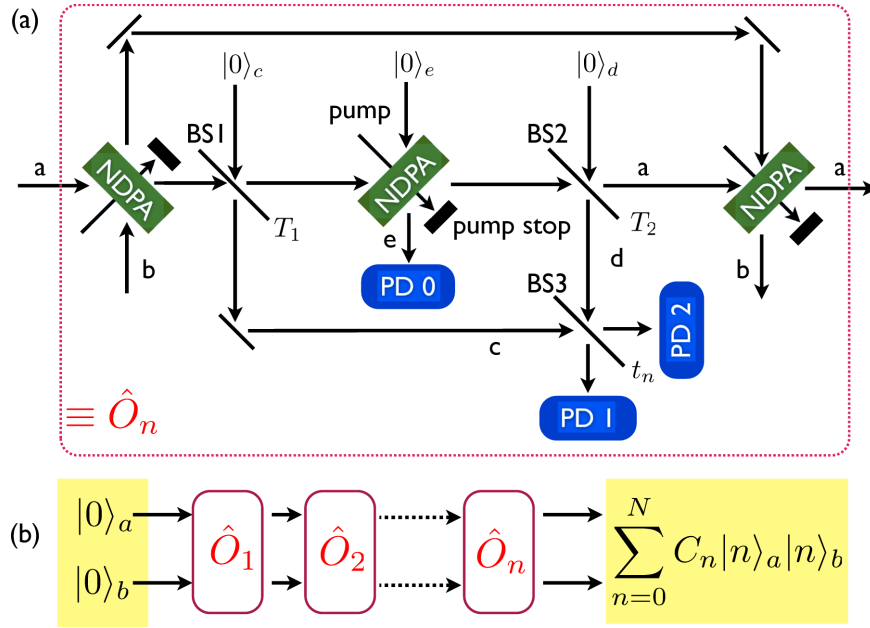 (a)
|0⟩c |0⟩e |0⟩d
pump
BS1 BS2
a NDPA NDPA a NDPA a
T₁ pump stop T₂
b e d b
PD 0 BS3 PD 2
c tₙ
≡ Ôₙ PD 1
(b)
|0⟩a Ô₁ Ô₂ Ôₙ ∑ₙ₌₀ᴺ Cₙ|n⟩a|n⟩b
|0⟩b